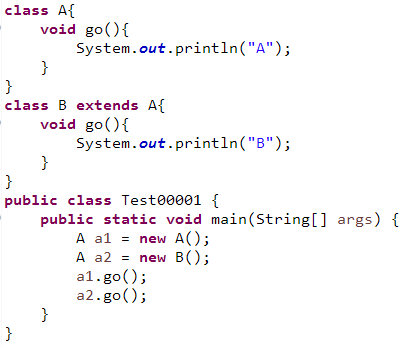 class A{
    void go(){
        System.out.println("A");
    }
}
class B extends A{
    void go(){
        System.out.println("B");
    }
}
public class Test00001 {
    public static void main(String[] args) {
        A a1 = new A();
        A a2 = new B();
        a1.go();
        a2.go();
    }
}